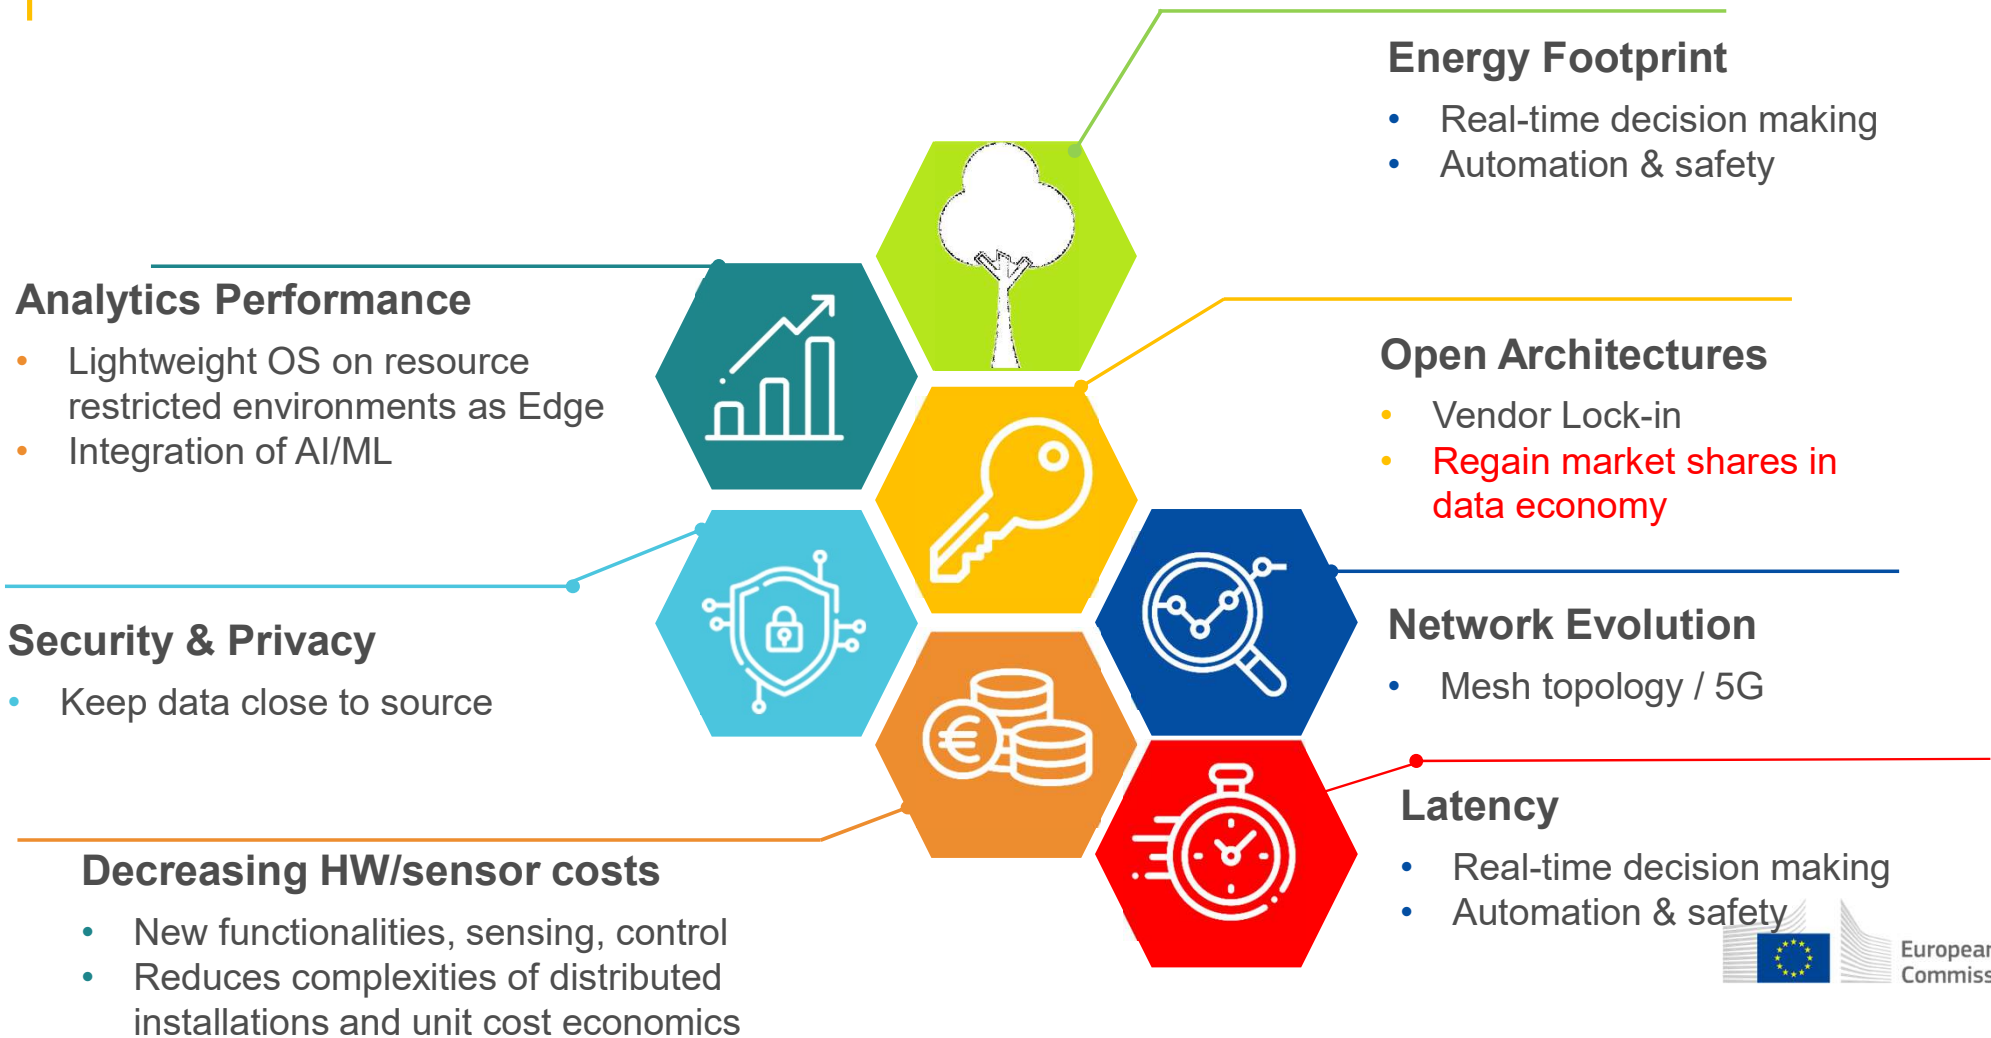 Energy Footprint
• Real-time decision making
• Automation & safety
Analytics Performance
• Lightweight OS on resource
restricted environments as Edge
• Integration of AI/ML
Open Architectures
• Vendor Lock-in
• Regain market shares in
data economy
Security & Privacy
• Keep data close to source
Network Evolution
• Mesh topology / 5G
Latency
• Real-time decision making
• Automation & safety
Decreasing HW/sensor costs
• New functionalities, sensing, control
• Reduces complexities of distributed
installations and unit cost economics
€
European
Commiss